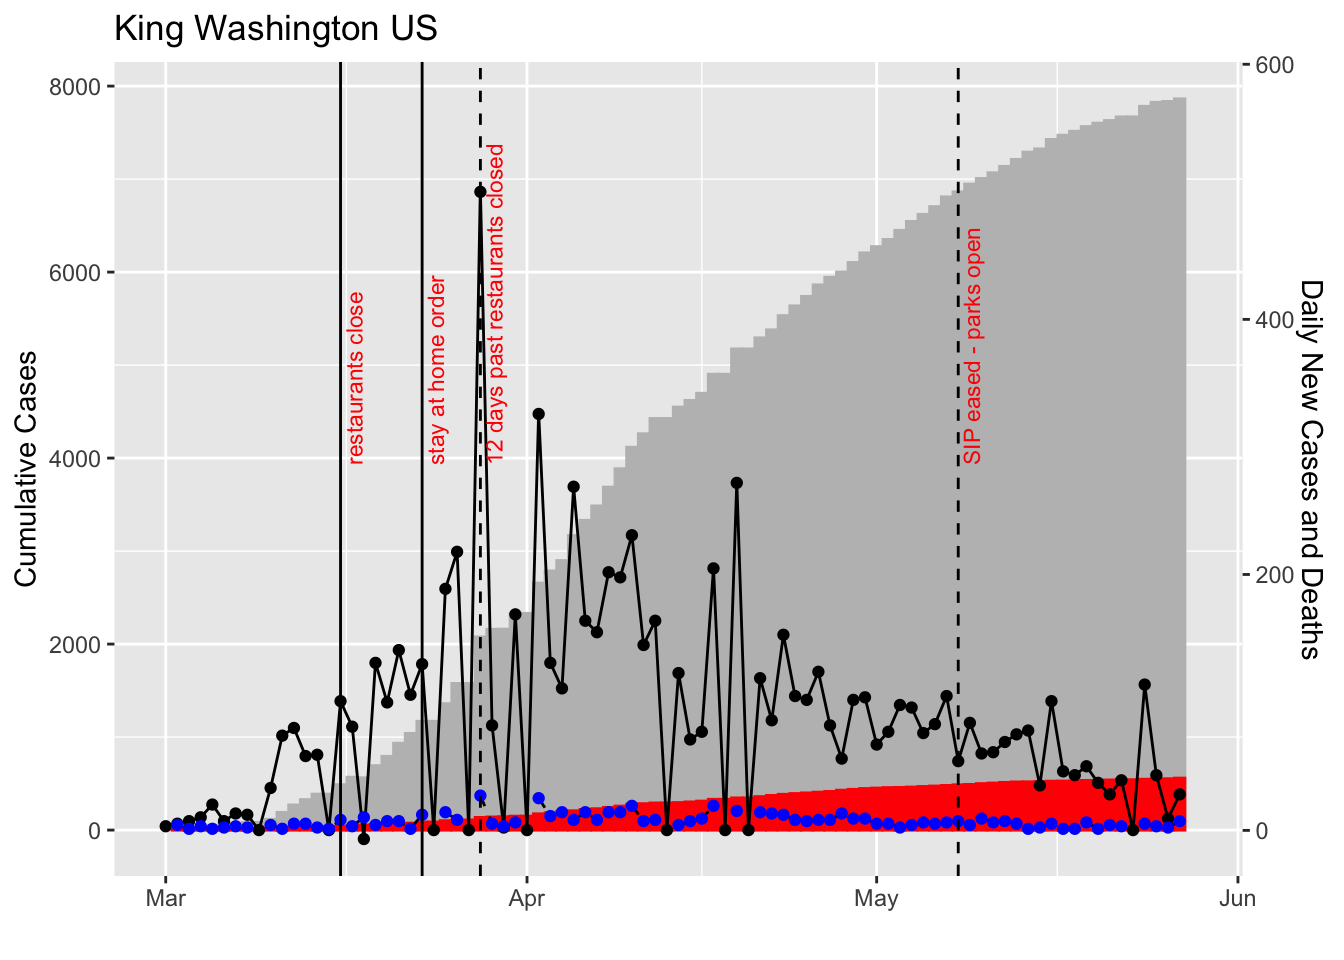 King Washington US
8000
6000
4000
2000
0
Cumulative Cases
restaurants close
stay at home order
12 days past restaurants closed
SIP eased - parks open
600
400
200
0
Daily New Cases and Deaths
Mar
Apr
May
Jun